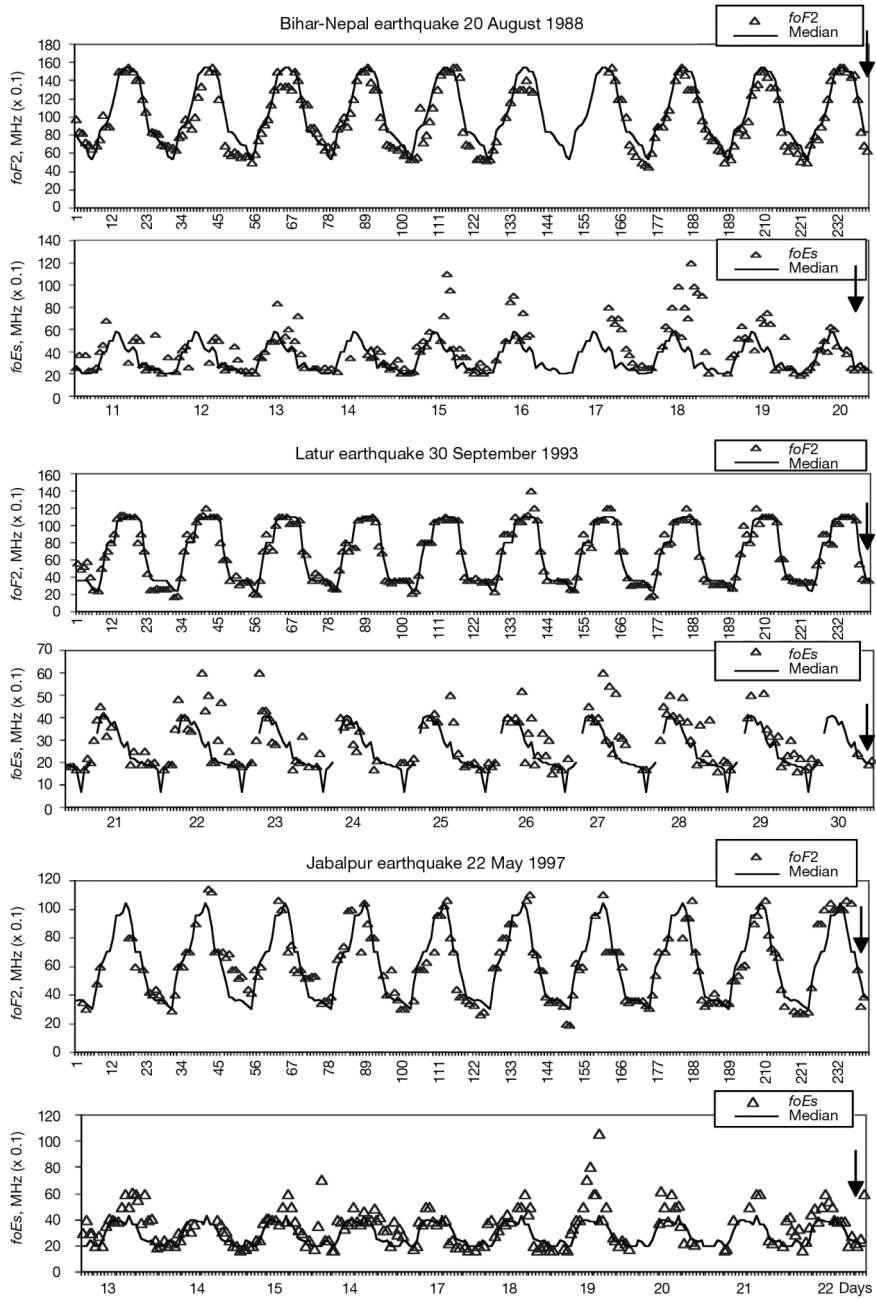 Bihar-Nepal earthquake 20 August 1988
foF2
Median
foF2, MHz (x 0.1)
180
160
140
120
100
80
60
40
20
0
1 12 23 34 45 56 67 78 89 100 111 122 133 144 155 166 177 188 189 210 221 232
foEs
Median
foEs, MHz (x 0.1)
140
120
100
80
60
40
20
0
11 12 13 14 15 16 17 18 19 20
Latur earthquake 30 September 1993
foF2
Median
foF2, MHz (x 0.1)
160
140
120
100
80
60
40
20
0
1 12 23 34 45 56 67 78 89 100 111 122 133 144 155 166 177 188 189 210 221 232
foEs
Median
foEs, MHz (x 0.1)
70
60
50
40
30
20
10
0
21 22 23 24 25 26 27 28 29 30
Jabalpur earthquake 22 May 1997
foF2
Median
foF2, MHz (x 0.1)
120
100
80
60
40
20
0
1 12 23 34 45 56 67 78 89 100 111 122 133 144 155 166 177 189 189 210 221 232
foEs
Median
foEs, MHz (x 0.1)
120
100
80
60
40
20
0
13 14 15 14 17 18 19 20 21 22 Days